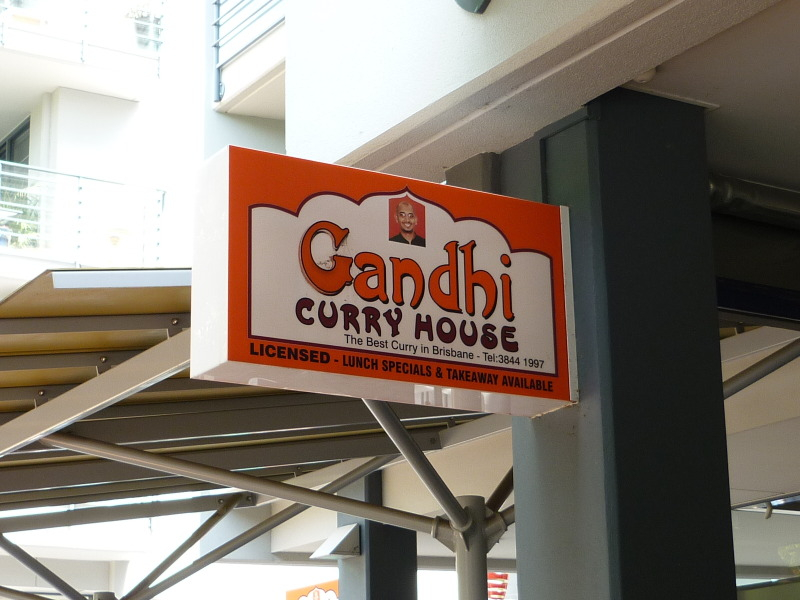 Gandhi
CURRY HOUSE
The Best Curry in Brisbane - Tel:3844 1997
LICENSED - LUNCH SPECIALS & TAKEAWAY AVAILABLE